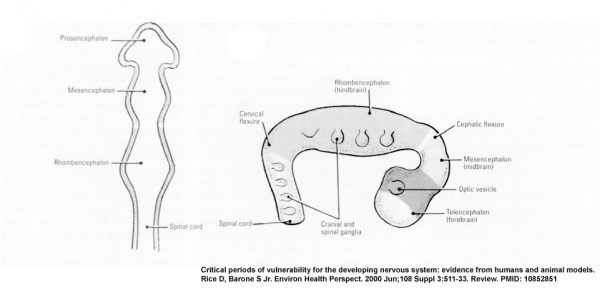 Prosencephalon
Mesencephalon
Rhombencephalon
Spinal cord
Rhombencephalon
(hindbrain)
Cervical
flexure
Cephalic flexure
Mesencephalon
(midbrain)
Optic vesicle
Telencephalon
(forebrain)
Spinal cord
Cranial and
spinal ganglia
Critical periods of vulnerability for the developing nervous system: evidence from humans and animal models.
Rice D, Barone S Jr. Environ Health Perspect. 2000 Jun;108 Suppl 3:511-33. Review. PMID: 10852851